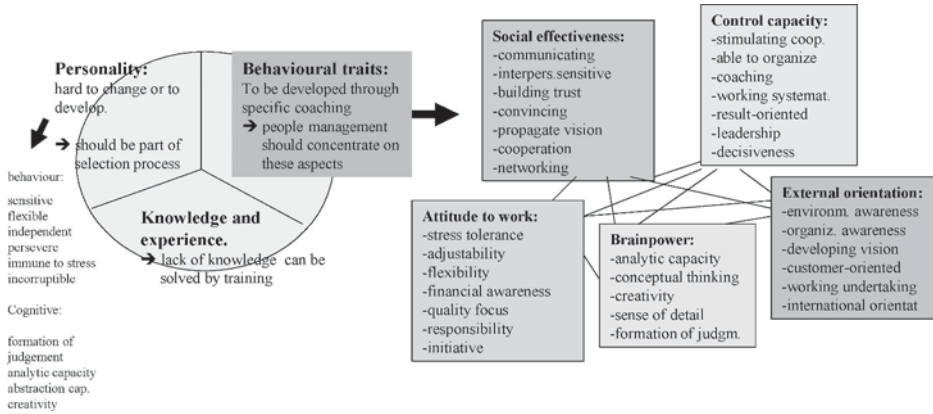 Personality:
hard to change or to
develop.
➔ should be part of
selection process
Behavioural traits:
To be developed through
specific coaching
➔ people management
should concentrate on
these aspects
Knowledge and
experience.
➔ lack of knowledge can be
solved by training
behaviour:
sensitive
flexible
independent
persevere
immune to stress
incorruptible
Cognitive:
formation of
judgement
analytic capacity
abstraction cap.
creativity
Social effectiveness:
-communicating
-interpers.sensitive
-building trust
-convincing
-propagate vision
-cooperation
-networking
Control capacity:
-stimulating coop.
-able to organize
-coaching
-working systemat.
-result-oriented
-leadership
-decisiveness
Attitude to work:
-stress tolerance
-adjustability
-flexibility
-financial awareness
-quality focus
-responsibility
-initiative
Brainpower:
-analytic capacity
-conceptual thinking
-creativity
-sense of detail
-formation of judgm.
External orientation:
-environm. awareness
-organiz. awareness
-developing vision
-customer-oriented
-working undertaking
-international orientat